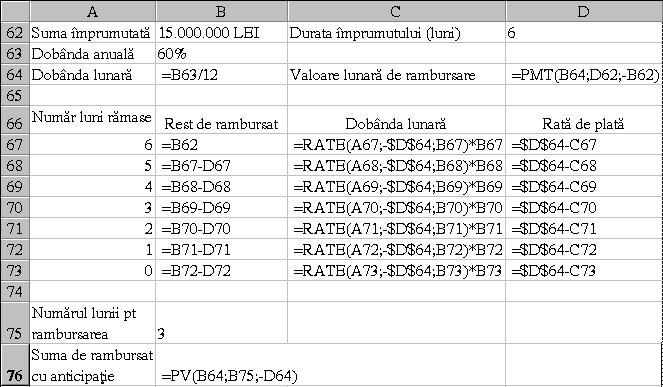 A B C D
62 Suma împrumutată 15.000.000 LEI Durata împrumutului (luni) 6
63 Dobânda anuală 60%
64 Dobânda lunară =B63/12 Valoare lunară de rambursare =PMT(B64;D62;-B62)
65
66 Număr luni rămase Rest de rambursat Dobânda lunară Rată de plată
67 6 =B62 =RATE(A67;-$D$64;B67)*B67 =$D$64-C67
68 5 =B67-D67 =RATE(A68;-$D$64;B68)*B68 =$D$64-C68
69 4 =B68-D68 =RATE(A69;-$D$64;B69)*B69 =$D$64-C69
70 3 =B69-D69 =RATE(A70;-$D$64;B70)*B70 =$D$64-C70
71 2 =B70-D70 =RATE(A71;-$D$64;B71)*B71 =$D$64-C71
72 1 =B71-D71 =RATE(A72;-$D$64;B72)*B72 =$D$64-C72
73 0 =B72-D72 =RATE(A73;-$D$64;B73)*B73 =$D$64-C73
74
Numărul lunii pt
75 rambursarea 3
Suma de rambursat
76 cu anticipaţie =PV(B64;B75;-D64)